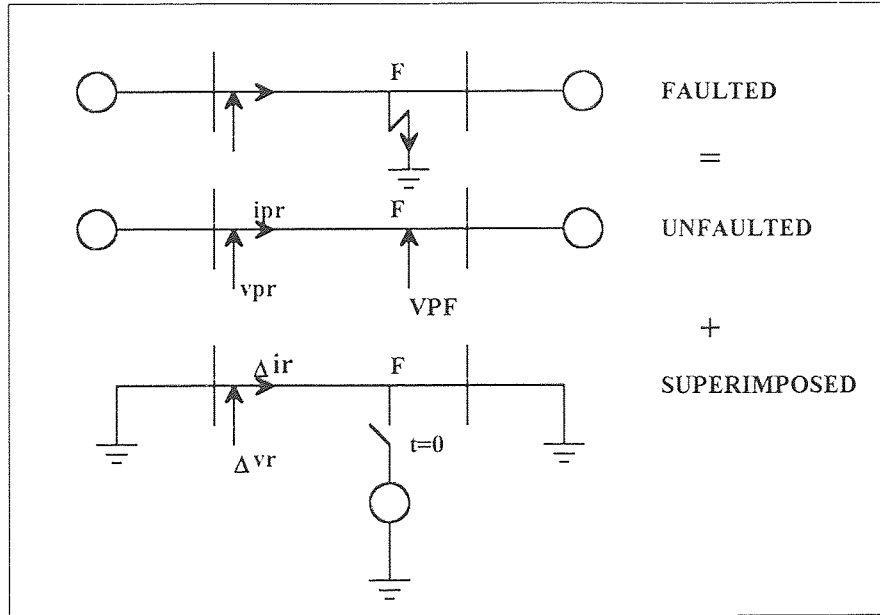 F
FAULTED
=
ipr
F
UNFAULTED
vpr
VPF
+
Δir
F
SUPERIMPOSED
Δvr
t=0